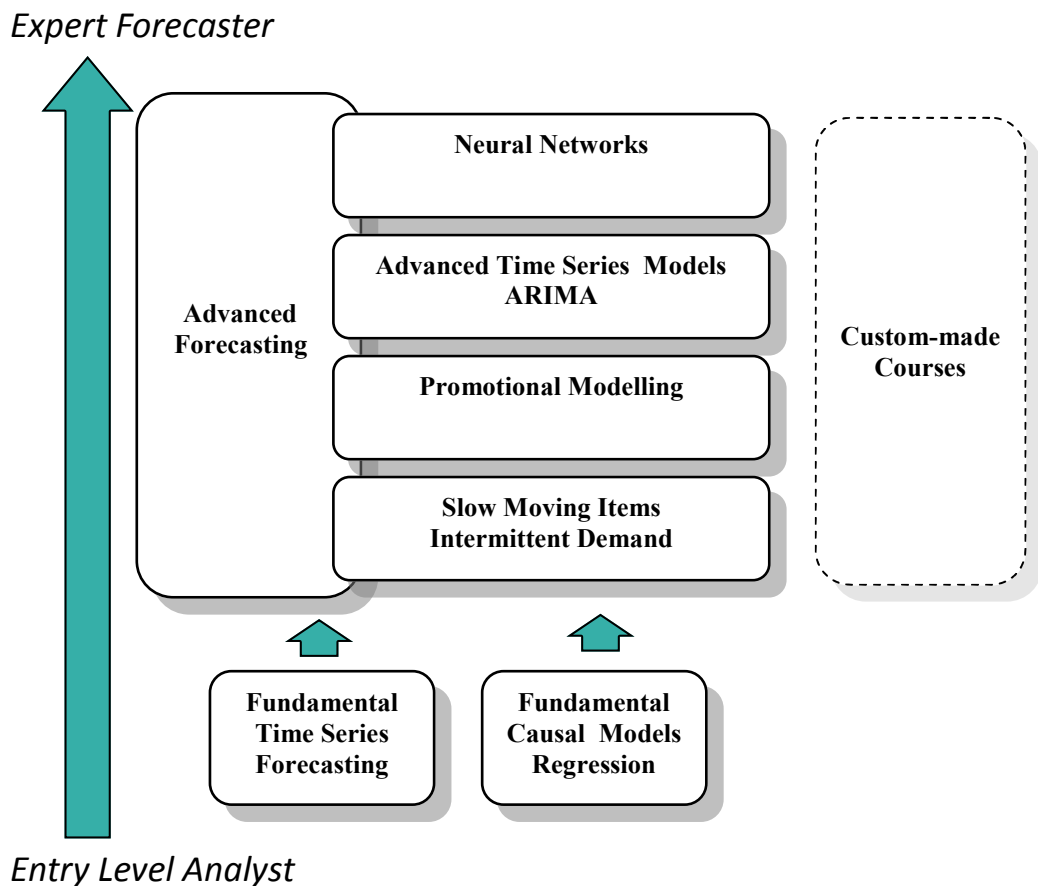 Expert Forecaster
Neural Networks
Advanced Time Series  Models
ARIMA
Advanced
Forecasting
Promotional Modelling
Slow Moving Items
Intermittent Demand
Custom-made
Courses
Fundamental
Time Series
Forecasting
Fundamental
Causal  Models
Regression
Entry Level Analyst